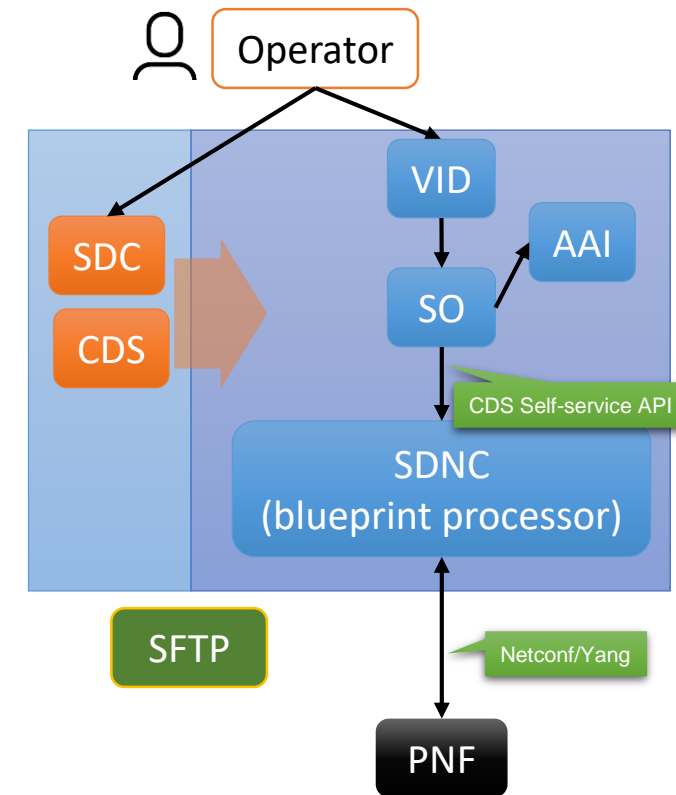 Operator
VID
SDC
AAI
SO
CDS
CDS Self-service API
SDNC
(blueprint processor)
SFTP
Netconf/Yang
PNF